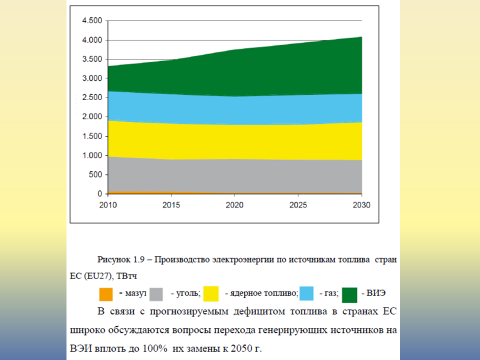 4.500
4.000
3.500
3.000
2.500
2.000
1.500
1.000
500
0
2010 2015 2020 2025 2030
Рисунок 1.9 – Производство электроэнергии по источникам топлива стран
ЕС (EU27), ТВтч
- мазут; - уголь; - ядерное топливо; - газ; - ВИЭ
В связи с прогнозируемым дефицитом топлива в странах ЕС
широко обсуждаются вопросы перехода генерирующих источников на
ВЭИ вплоть до 100% их замены к 2050 г.